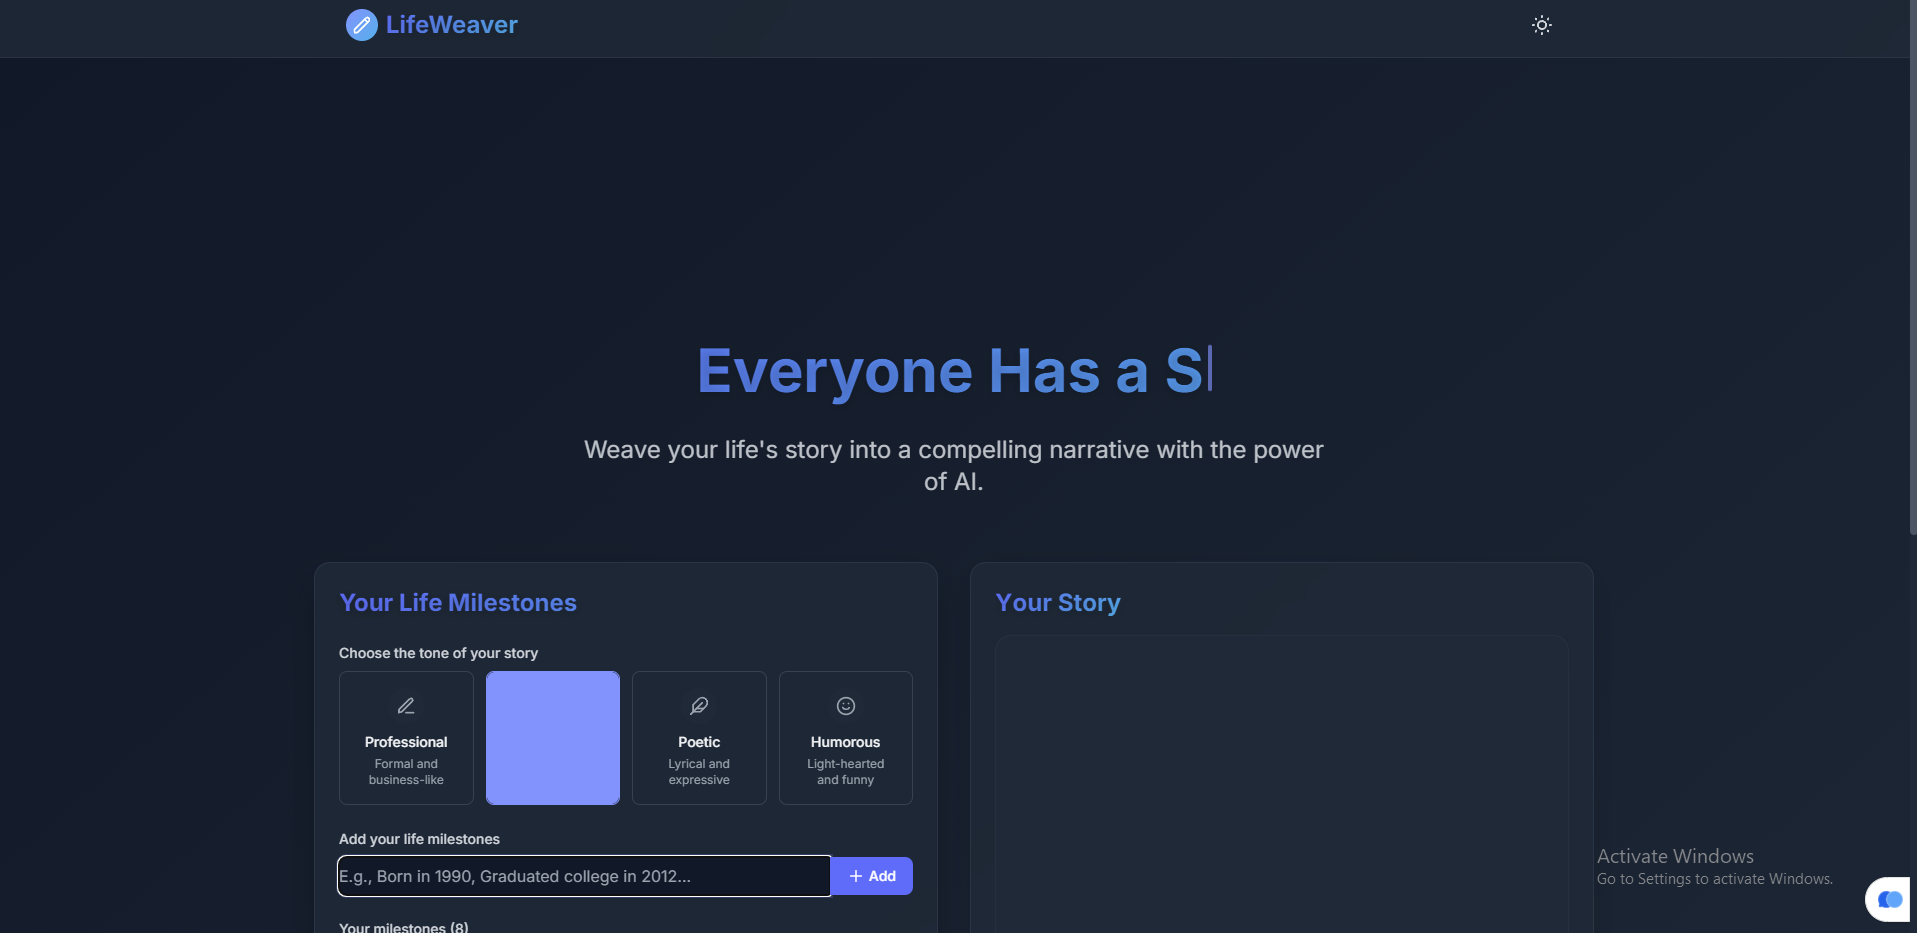 LifeWeaver
Everyone Has a S
Weave your life's story into a compelling narrative with the power
of AI.
Your Life Milestones
Choose the tone of your story
Professional
Formal and
business-like
Poetic
Lyrical and
expressive
Humorous
Light-hearted
and funny
Add your life milestones
E.g., Born in 1990, Graduated college in 2012...
Add
Your milestones (8)
Your Story
Activate Windows
Go to Settings to activate Windows.